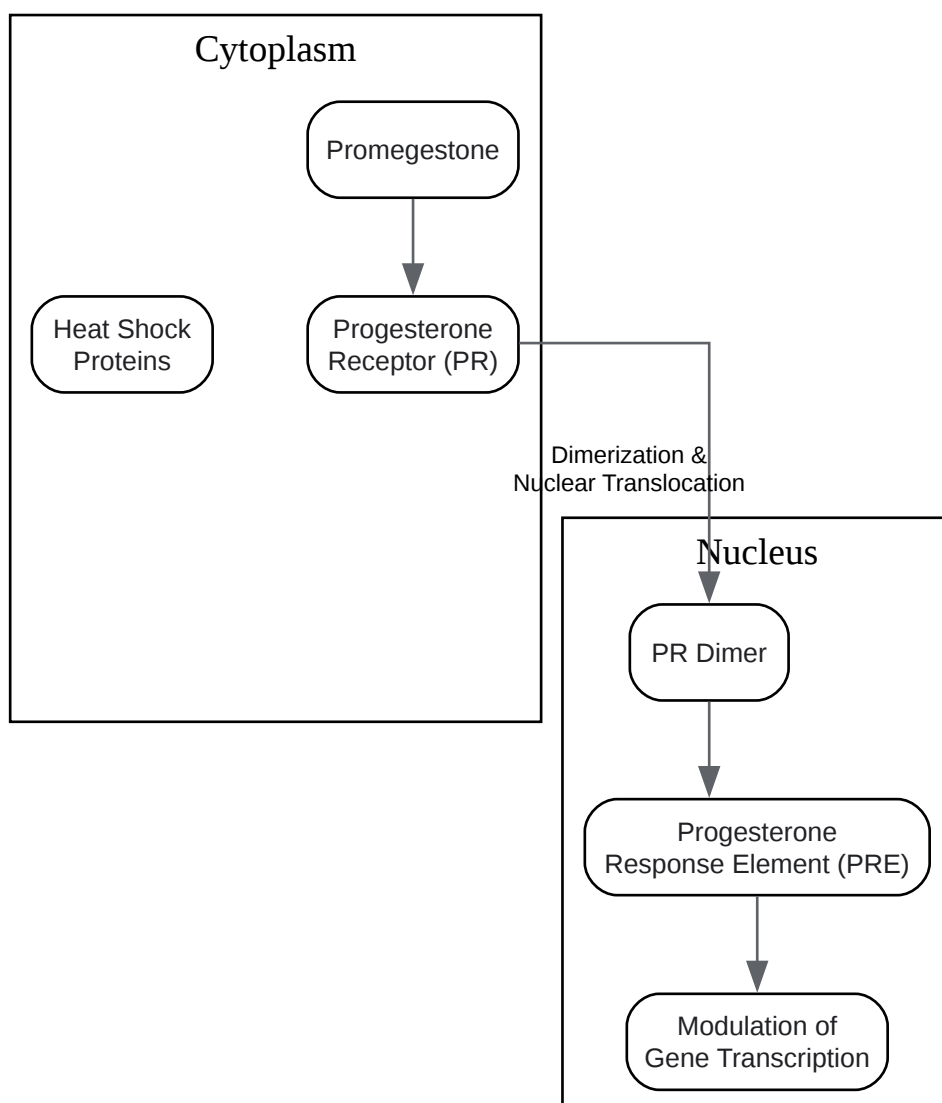 Cytoplasm
Promegestone
Heat Shock
Proteins
Progesterone
Receptor (PR)
Dimerization &
Nuclear Translocation
Nucleus
PR Dimer
Progesterone
Response Element (PRE)
Modulation of
Gene Transcription